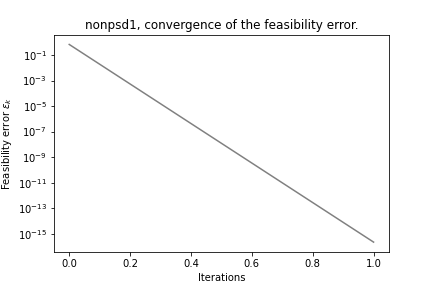 nonpsd1, convergence of the feasibility error.
Feasibility error εₖ
10⁻¹
10⁻³
10⁻⁵
10⁻⁷
10⁻⁹
10⁻¹¹
10⁻¹³
10⁻¹⁵
0.0 0.2 0.4 0.6 0.8 1.0
Iterations